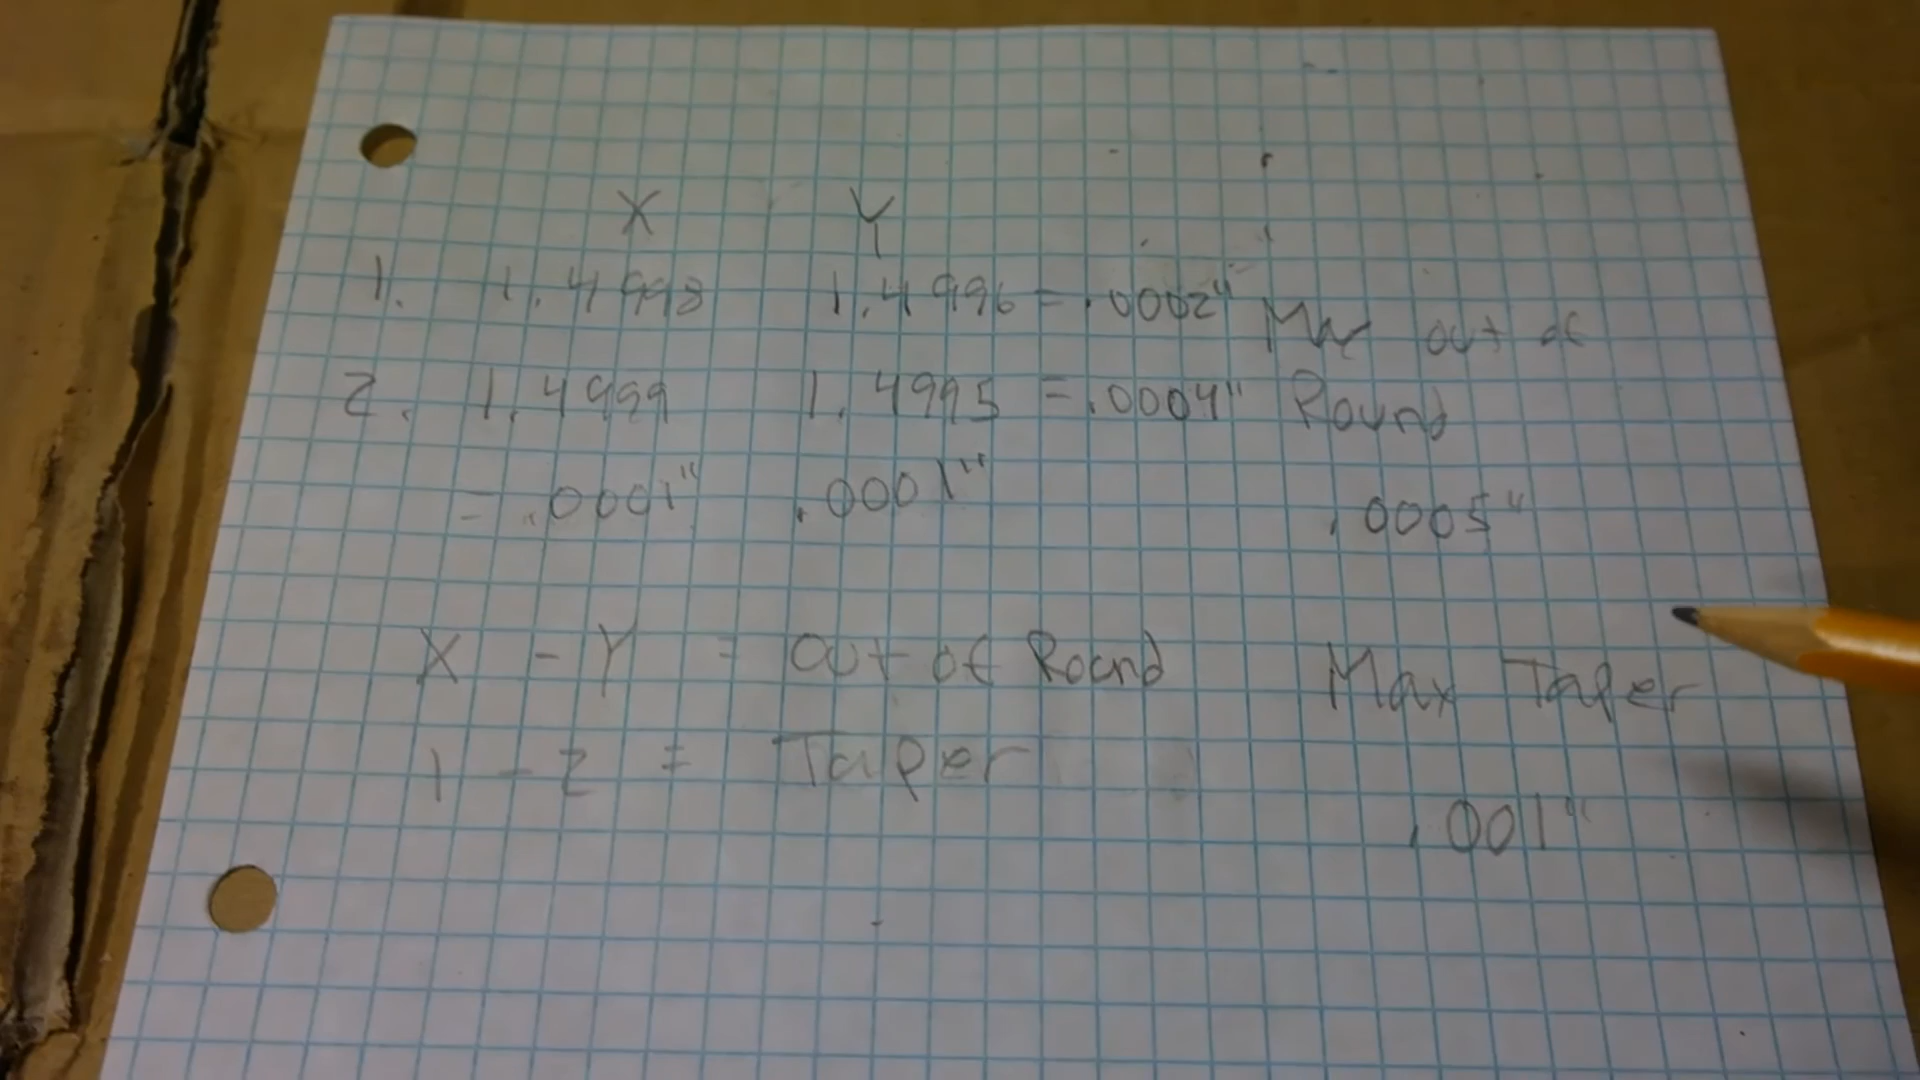 X Y
1. 1.4998 1.4996 = .0002" Max out of
2. 1.4999 1.4995 = .0004" Round
= .0001" .0001" .0005"
X - Y = Out of Round Max Taper
1 - 2 = Taper
.001"